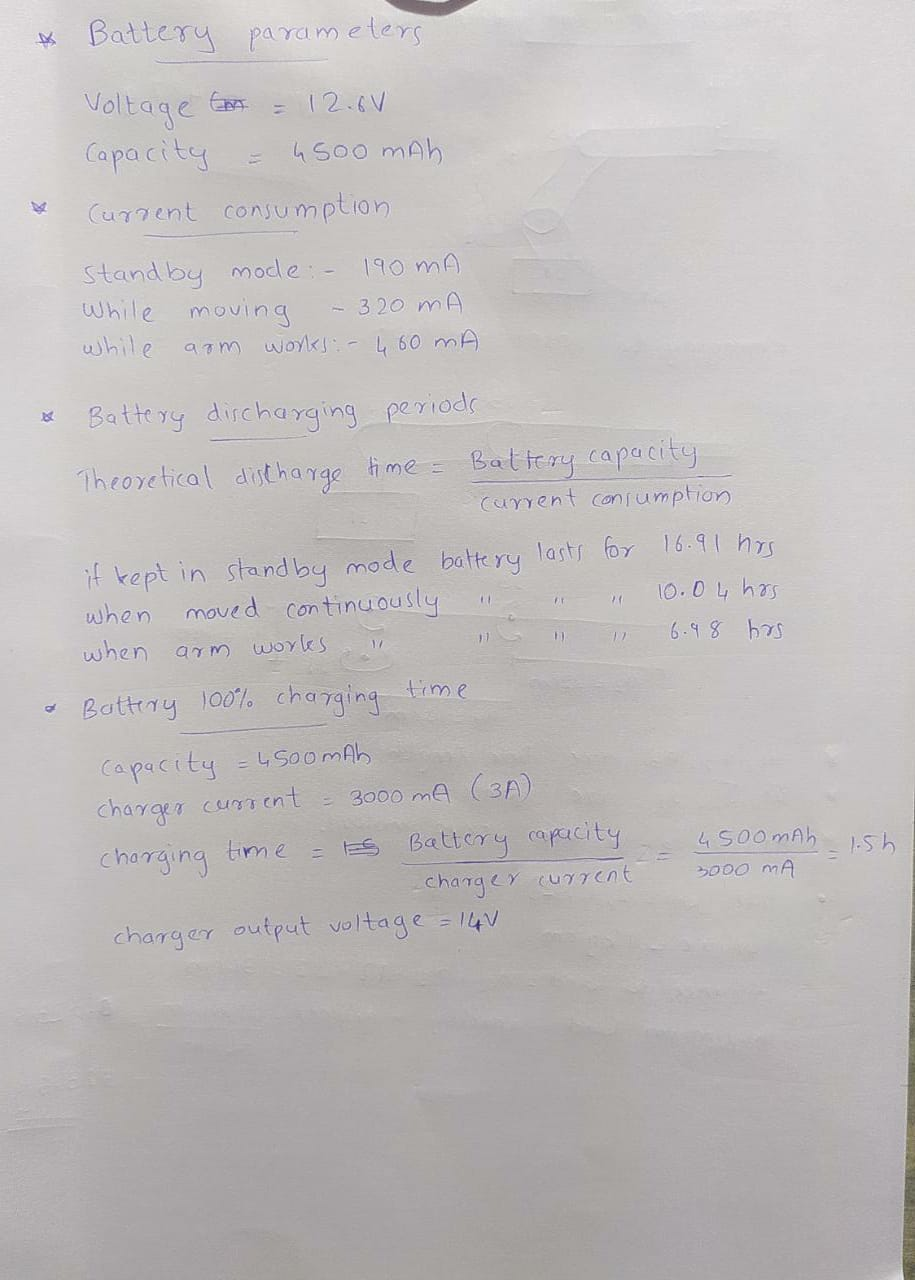 * Battery parameters
Voltage = 12.6V
Capacity = 4500 mAh
* Current consumption
Standby mode :- 190 mA
While moving - 320 mA
While arm works :- 460 mA
* Battery discharging periods
Theoretical discharge time = Battery capacity / current consumption
if kept in standby mode battery lasts for 16.91 hrs
when moved continuously " " " 10.04 hrs
when arm works " " " " 6.98 hrs
* Battery 100% charging time
Capacity = 4500mAh
charger current = 3000 mA (3A)
charging time = Battery capacity / charger current = 4500mAh / 3000 mA = 1.5h
charger output voltage = 14V